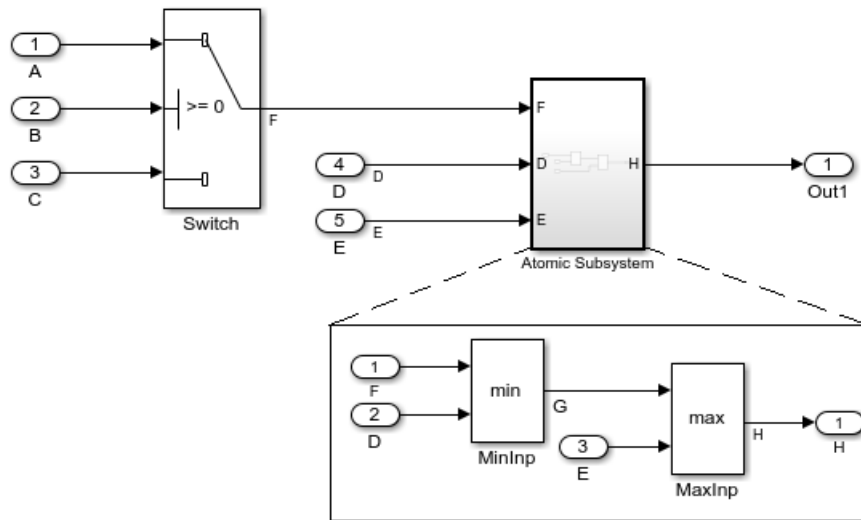 1
A
2
B
3
C
>= 0
F
Switch
4
D
D
5
E
E
F
D
E
H
Atomic Subsystem
1
Out1
1
F
2
D
min
MinInp
G
3
E
max
MaxInp
H
1
H